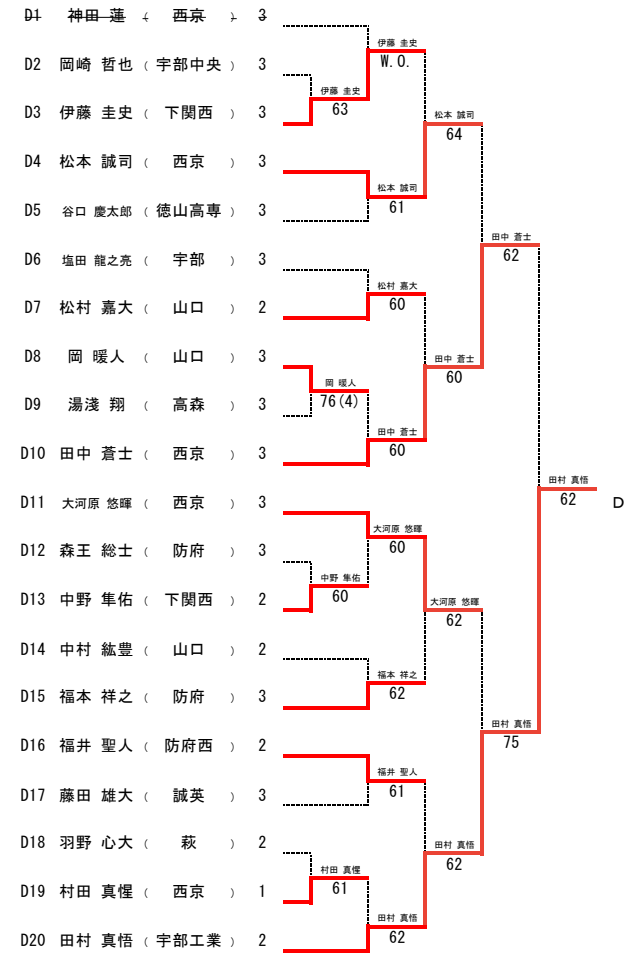 D1 神田 蓮 ( 西京 ) 3
伊藤 圭史
D2 岡崎 哲也 ( 宇部中央 ) 3
W.O.
伊藤 圭史
D3 伊藤 圭史 ( 下関西 ) 3
63
松本 誠司
64
D4 松本 誠司 ( 西京 ) 3
松本 誠司
D5 谷口 慶太郎 ( 徳山高専 ) 3
61
田中 蒼士
62
D6 塩田 龍之亮 ( 宇部 ) 3
松村 嘉大
D7 松村 嘉大 ( 山口 ) 2
60
D8 岡 暖人 ( 山口 ) 3
田中 蒼士
60
岡 暖人
D9 湯淺 翔 ( 高森 ) 3
76(4)
田中 蒼士
D10 田中 蒼士 ( 西京 ) 3
60
田村 真悟
62
D
D11 大河原 悠暉 ( 西京 ) 3
大河原 悠暉
D12 森王 総士 ( 防府 ) 3
60
中野 隼佑
D13 中野 隼佑 ( 下関西 ) 2
60
大河原 悠暉
62
D14 中村 紘豊 ( 山口 ) 2
福本 祥之
D15 福本 祥之 ( 防府 ) 3
62
田村 真悟
75
D16 福井 聖人 ( 防府西 ) 2
福井 聖人
D17 藤田 雄大 ( 誠英 ) 3
61
D18 羽野 心大 ( 萩 ) 2
田村 真悟
62
村田 真惺
D19 村田 真惺 ( 西京 ) 1
61
田村 真悟
D20 田村 真悟 ( 宇部工業 ) 2
62